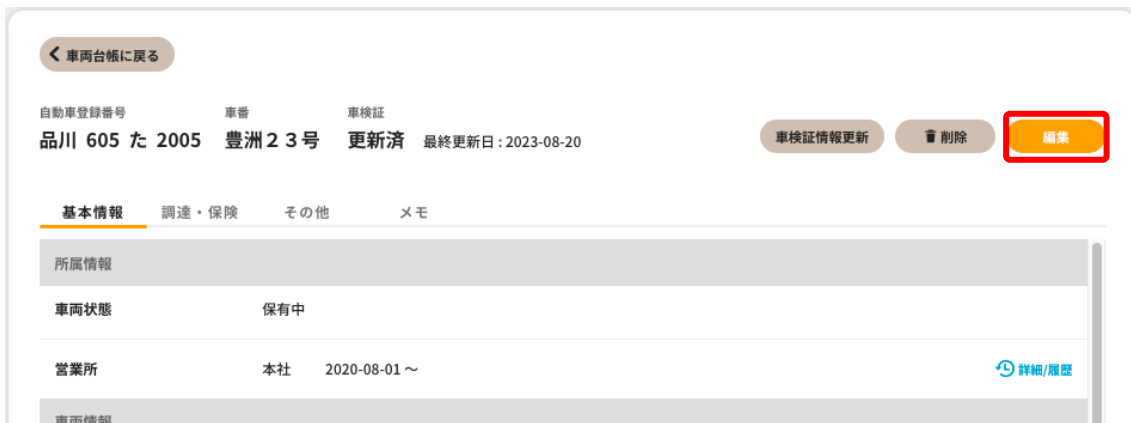 車両台帳に戻る
自動車登録番号 車番 車検証
品川 605 た 2005 豊洲23号 更新済 最終更新日 : 2023-08-20
車検証情報更新 削除 編集
基本情報 調達・保険 その他 メモ
所属情報
車両状態 保有中
営業所 本社 2020-08-01 ～ 詳細/履歴
車両情報